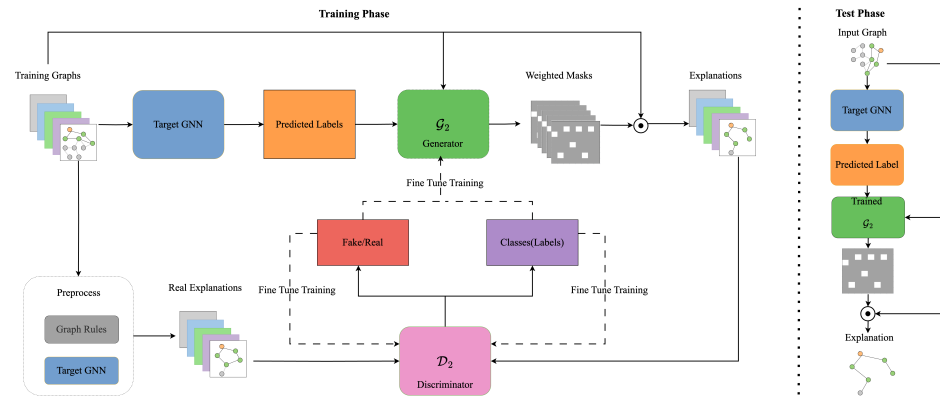 Training Phase
Test Phase
Input Graph
Training Graphs
Weighted Masks
Explanations
Target GNN
Predicted Labels
𝒢₂
Generator
Target GNN
Predicted Label
Fine Tune Training
Trained
𝒢₂
Fake/Real
Classes(Labels)
Preprocess
Real Explanations
Fine Tune Training
Fine Tune Training
Graph Rules
Target GNN
𝒟₂
Discriminator
Explanation